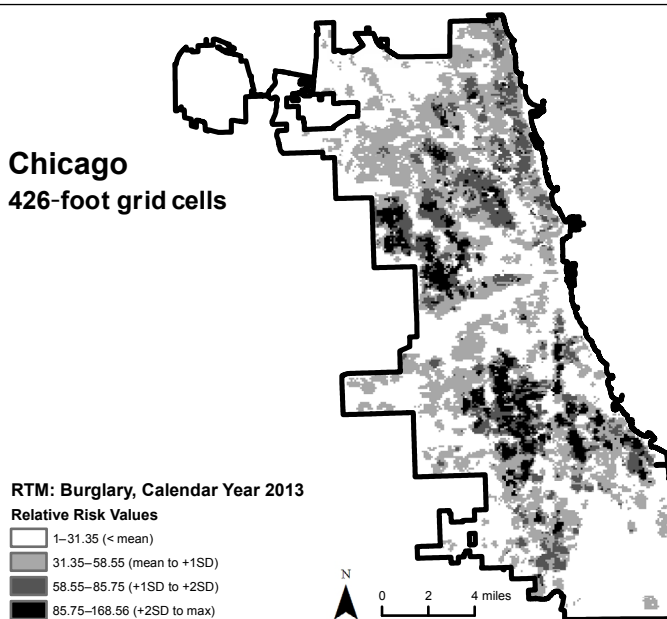 Chicago
426-foot grid cells
RTM: Burglary, Calendar Year 2013
Relative Risk Values
1–31.35 (< mean)
31.35–58.55 (mean to +1SD)
58.55–85.75 (+1SD to +2SD)
85.75–168.56 (+2SD to max)
N
0 2 4 miles